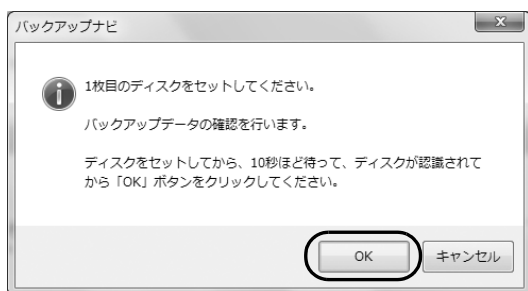 バックアップナビ
1枚目のディスクをセットしてください。
バックアップデータの確認を行います。
ディスクをセットしてから、10秒ほど待って、ディスクが認識されて
から「OK」ボタンをクリックしてください。
OK キャンセル